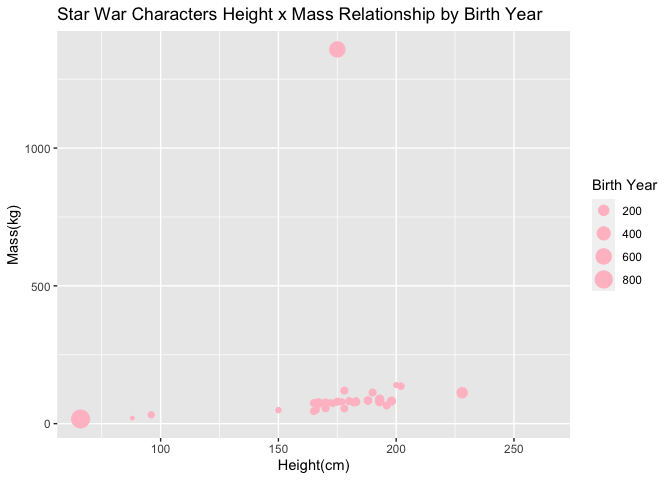 Star War Characters Height x Mass Relationship by Birth Year
1000
500
0
Mass(kg)
100
150
200
250
Height(cm)
Birth Year
200
400
600
800